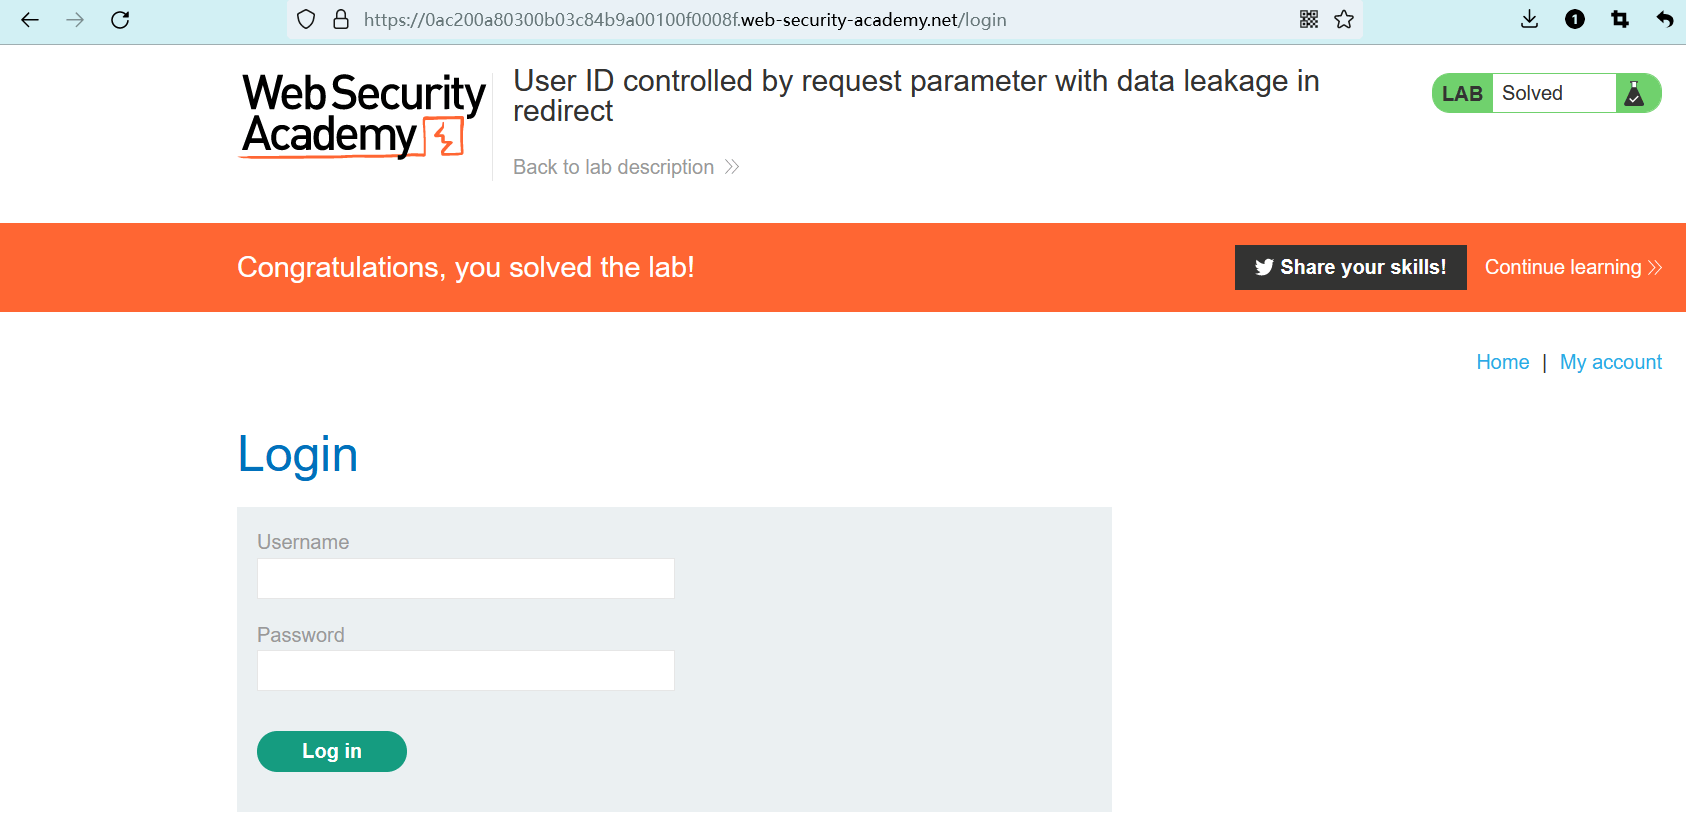 https://0ac200a80300b03c84b9a00100f0008f.web-security-academy.net/login
1
Web Security
Academy
User ID controlled by request parameter with data leakage in
redirect
Back to lab description
LAB Solved
Congratulations, you solved the lab!
Share your skills!
Continue learning
Home | My account
Login
Username
Password
Log in